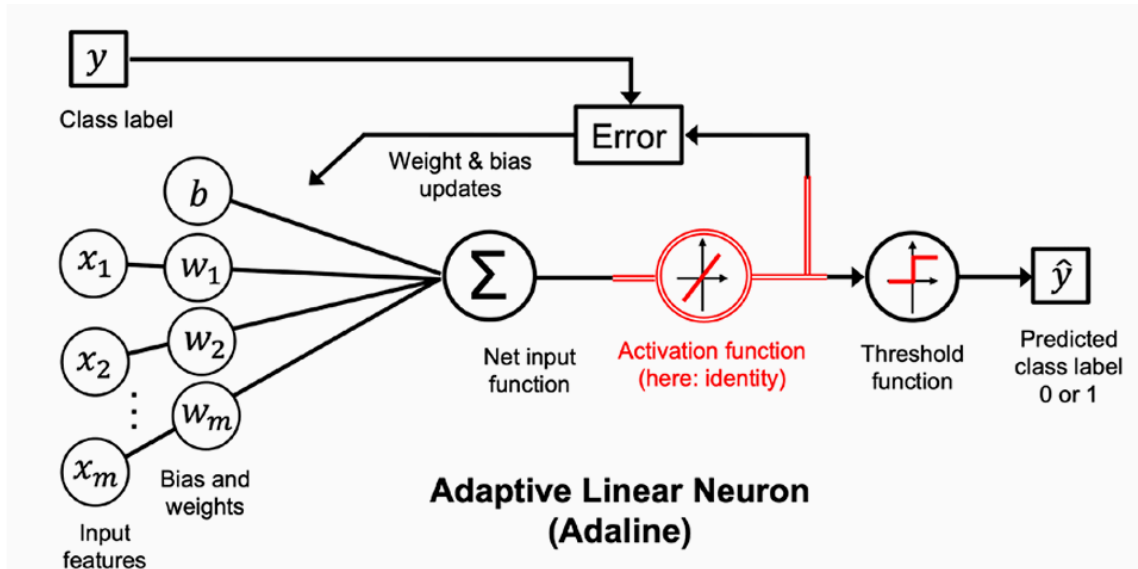 y
Class label
Error
Weight & bias
updates
b
x₁
w₁
x₂
w₂
⋮
wₘ
xₘ
Σ
Net input
function
Activation function
(here: identity)
Threshold
function
ŷ
Predicted
class label
0 or 1
Bias and
weights
Input
features
Adaptive Linear Neuron
(Adaline)